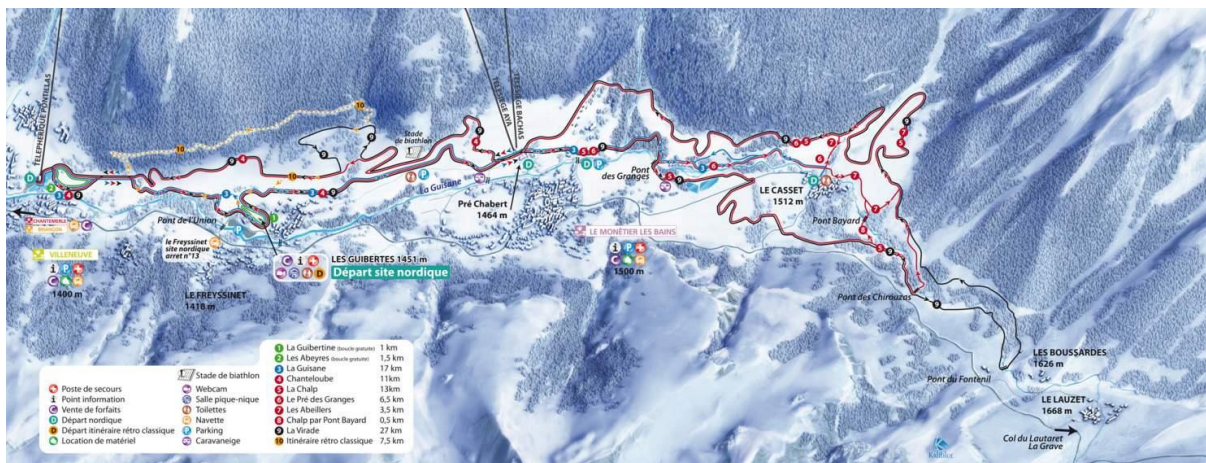 TELEPHERIQUE PONTILLAS
Stade
de biathlon
TELESIEGE AYA
TELESIEGE BACHAS
La Guisane
Pré Chabert
1464 m
Pont
des Granges
LE CASSET
1512 m
Pont Bayard
Pont de l'Union
CHANTEMERLE
BRIANÇON
VILLENEUVE
1400 m
le Freyssinet
site nordique
arret n°13
LES GUIBERTES 1451 m
Départ site nordique
LE FREYSSINET
1418 m
LE MONÊTIER LES BAINS
1500 m
Pont des Chirouzas
LES BOUSSARDES
1626 m
Pont du Fontenil
LE LAUZET
1668 m
Col du Lautaret
La Grave
Poste de secours
Point information
Vente de forfaits
Départ nordique
Départ itinéraire rétro classique
Location de matériel
Stade de biathlon
Webcam
Salle pique-nique
Toilettes
Navette
Parking
Caravaneige
1 La Guibertine (boucle gratuite) 1 km
2 Les Abeyres (boucle gratuite) 1,5 km
3 La Guisane 17 km
4 Chanteloube 11km
5 La Chalp 13km
6 Le Pré des Granges 6,5 km
7 Les Abeillers 3,5 km
8 Chalp par Pont Bayard 0,5 km
9 La Virade 27 km
10 Itinéraire rétro classique 7,5 km